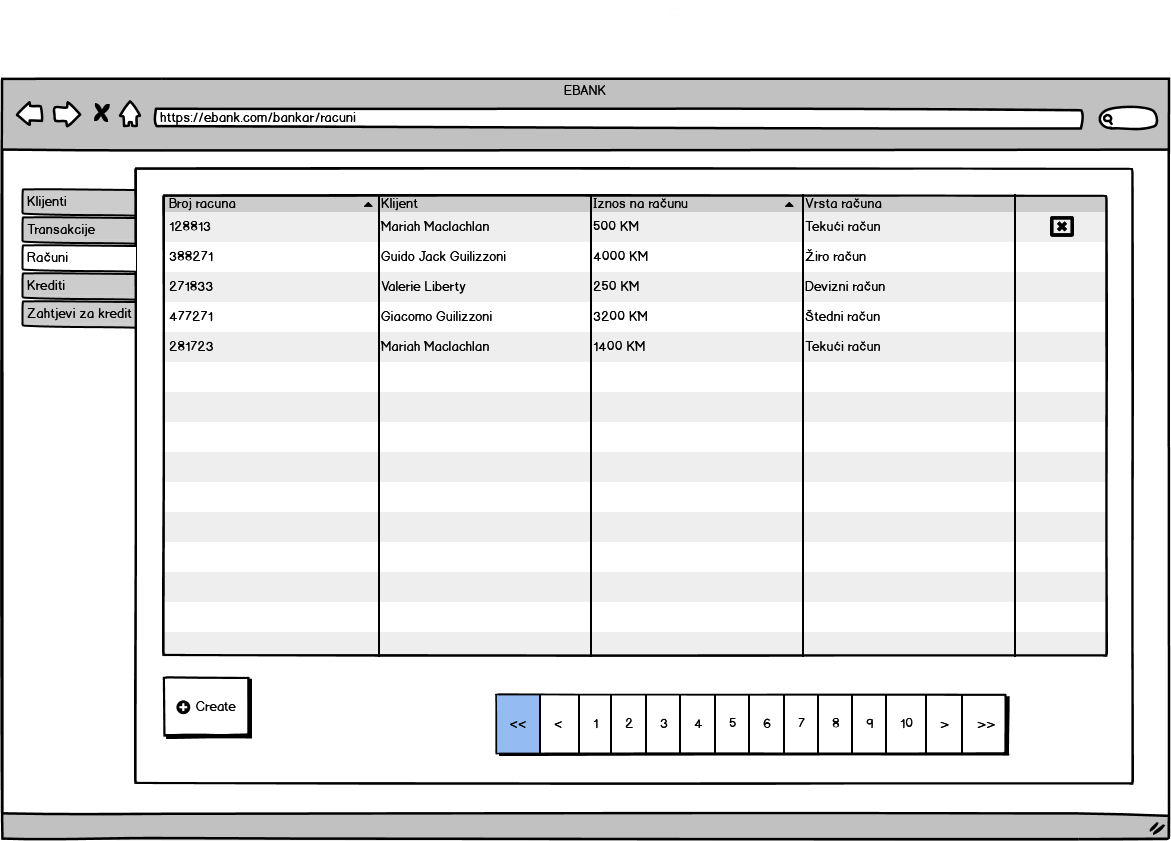 EBANK
https://ebank.com/bankar/racuni
Klijenti
Transakcije
Računi
Krediti
Zahtjevi za kredit
Broj racuna Klijent Iznos na računu Vrsta računa
128813 Mariah Maclachlan 500 KM Tekući račun
388271 Guido Jack Guilizzoni 4000 KM Žiro račun
271833 Valerie Liberty 250 KM Devizni račun
477271 Giacomo Guilizzoni 3200 KM Štedni račun
281723 Mariah Maclachlan 1400 KM Tekući račun
Create
<< < 1 2 3 4 5 6 7 8 9 10 > >>